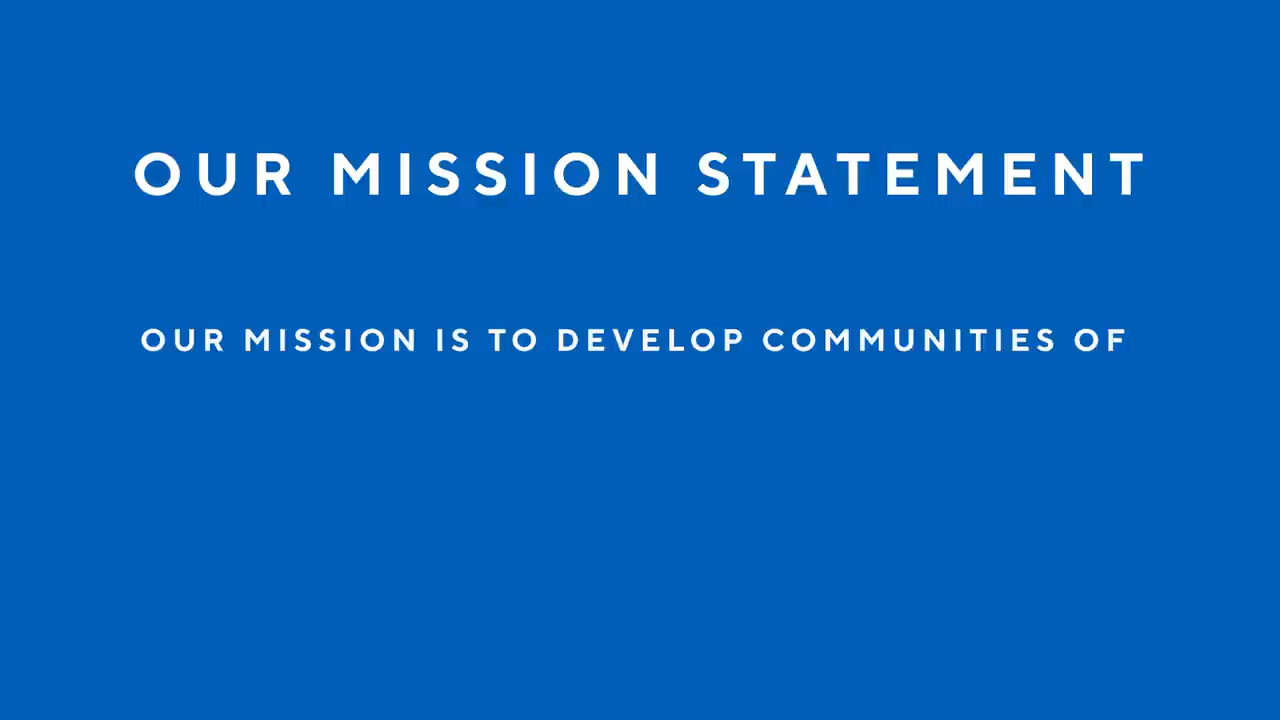 OUR MISSION STATEMENT
OUR MISSION IS TO DEVELOP COMMUNITIES OF